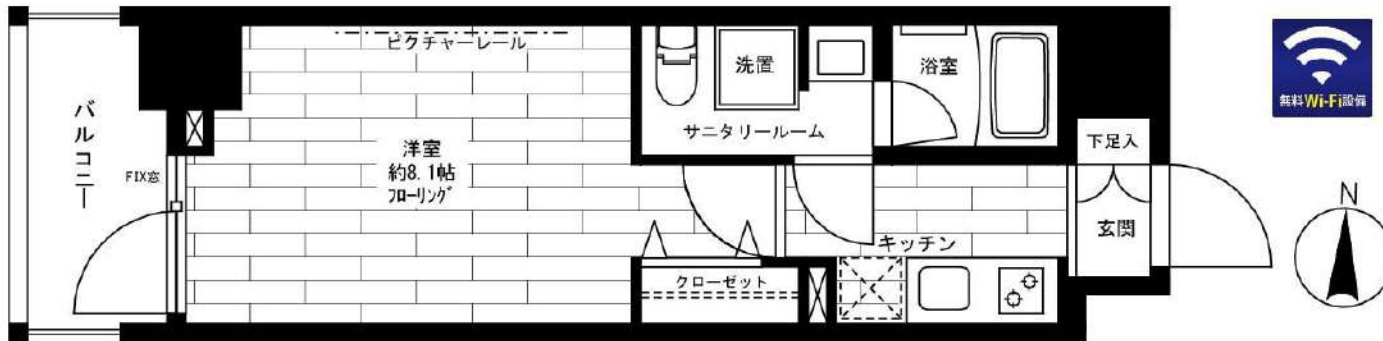 ピクチャーレール
洗置
浴室
無料Wi-Fi設備
サニタリールーム
バルコニー
洋室
約8.1帖
フローリング
FIX窓
下足入
玄関
キッチン
クローゼット
N